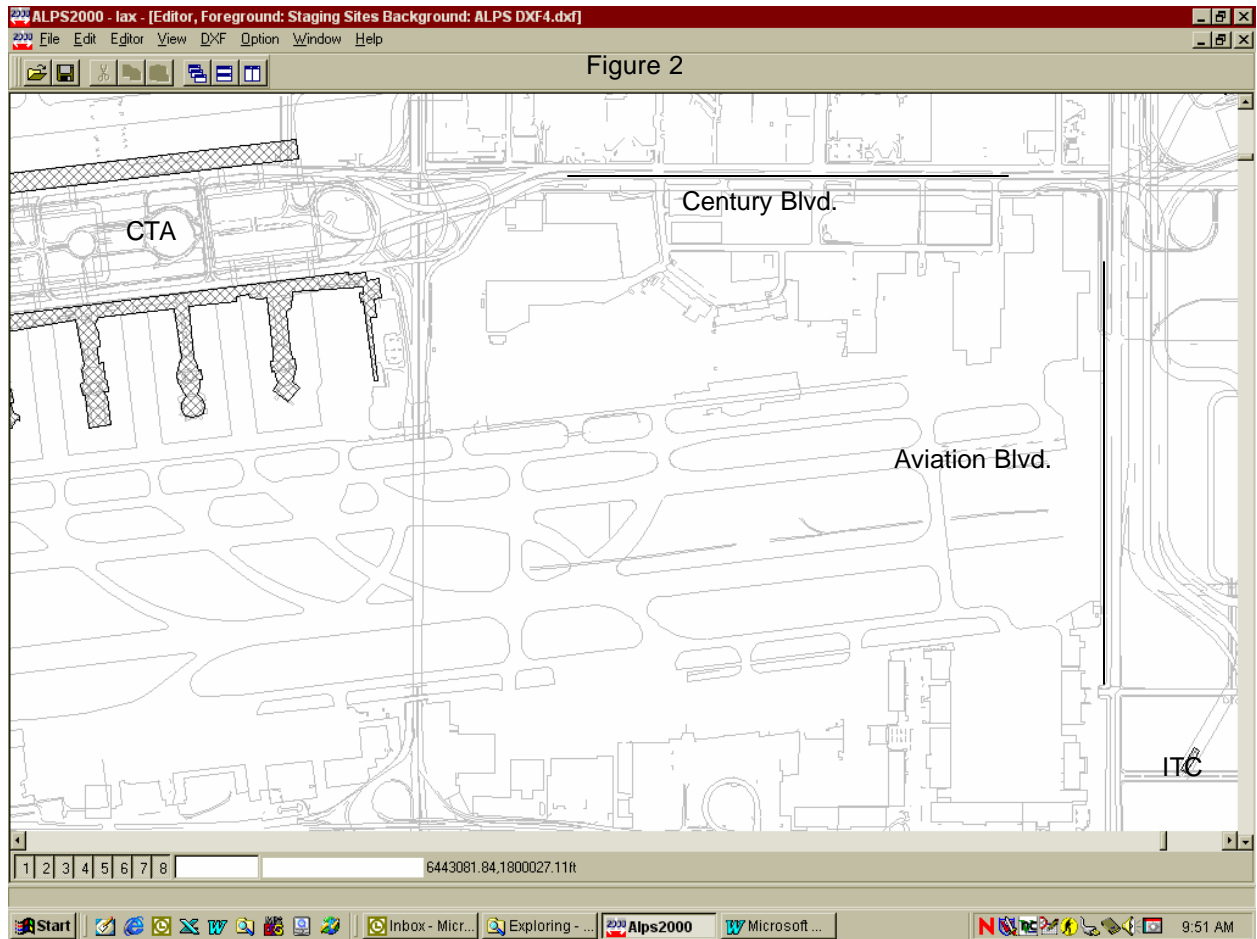 ALPS2000 - lax - [Editor, Foreground: Staging Sites Background: ALPS DXF4.dxf]
File Edit Editor View DXF Option Window Help
Figure 2
Century Blvd.
CTA
Aviation Blvd.
ITC
1 2 3 4 5 6 7 8 6443081.84,1800027.11ft
Start Inbox - Micr... Exploring - ... Alps2000 Microsoft ... 9:51 AM